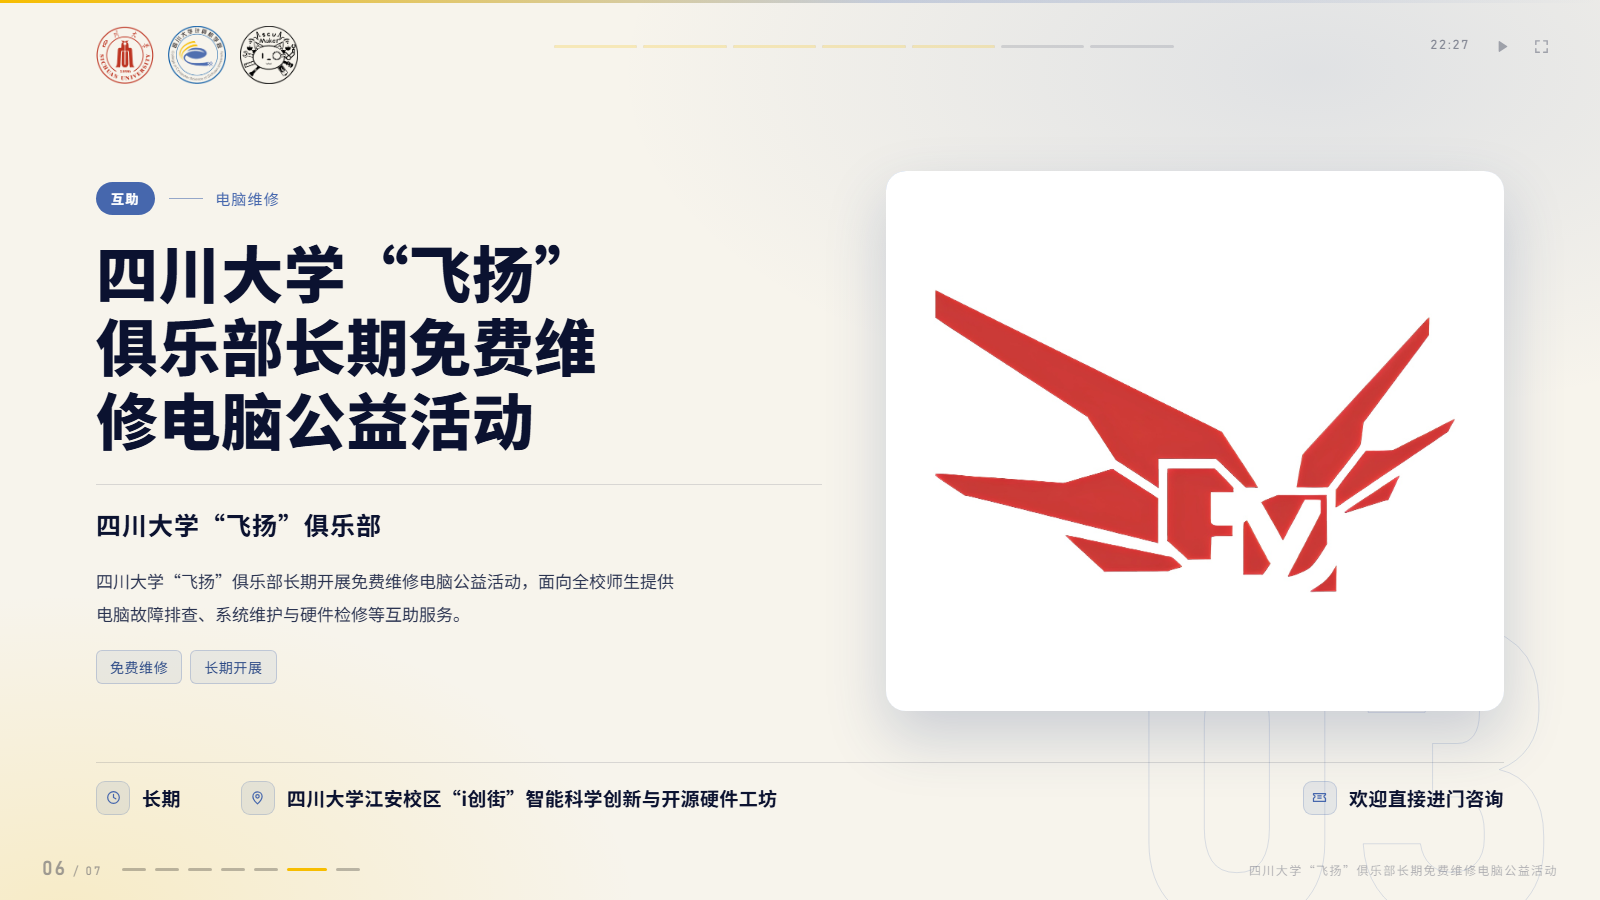 22:27
互助
电脑维修
四川大学“飞扬”
俱乐部长期免费维
修电脑公益活动
四川大学“飞扬”俱乐部
四川大学“飞扬”俱乐部长期开展免费维修电脑公益活动，面向全校师生提供
电脑故障排查、系统维护与硬件检修等互助服务。
免费维修
长期开展
长期
四川大学江安校区“i创街”智能科学创新与开源硬件工坊
欢迎直接进门咨询
06 / 07
四川大学“飞扬”俱乐部长期免费维修电脑公益活动